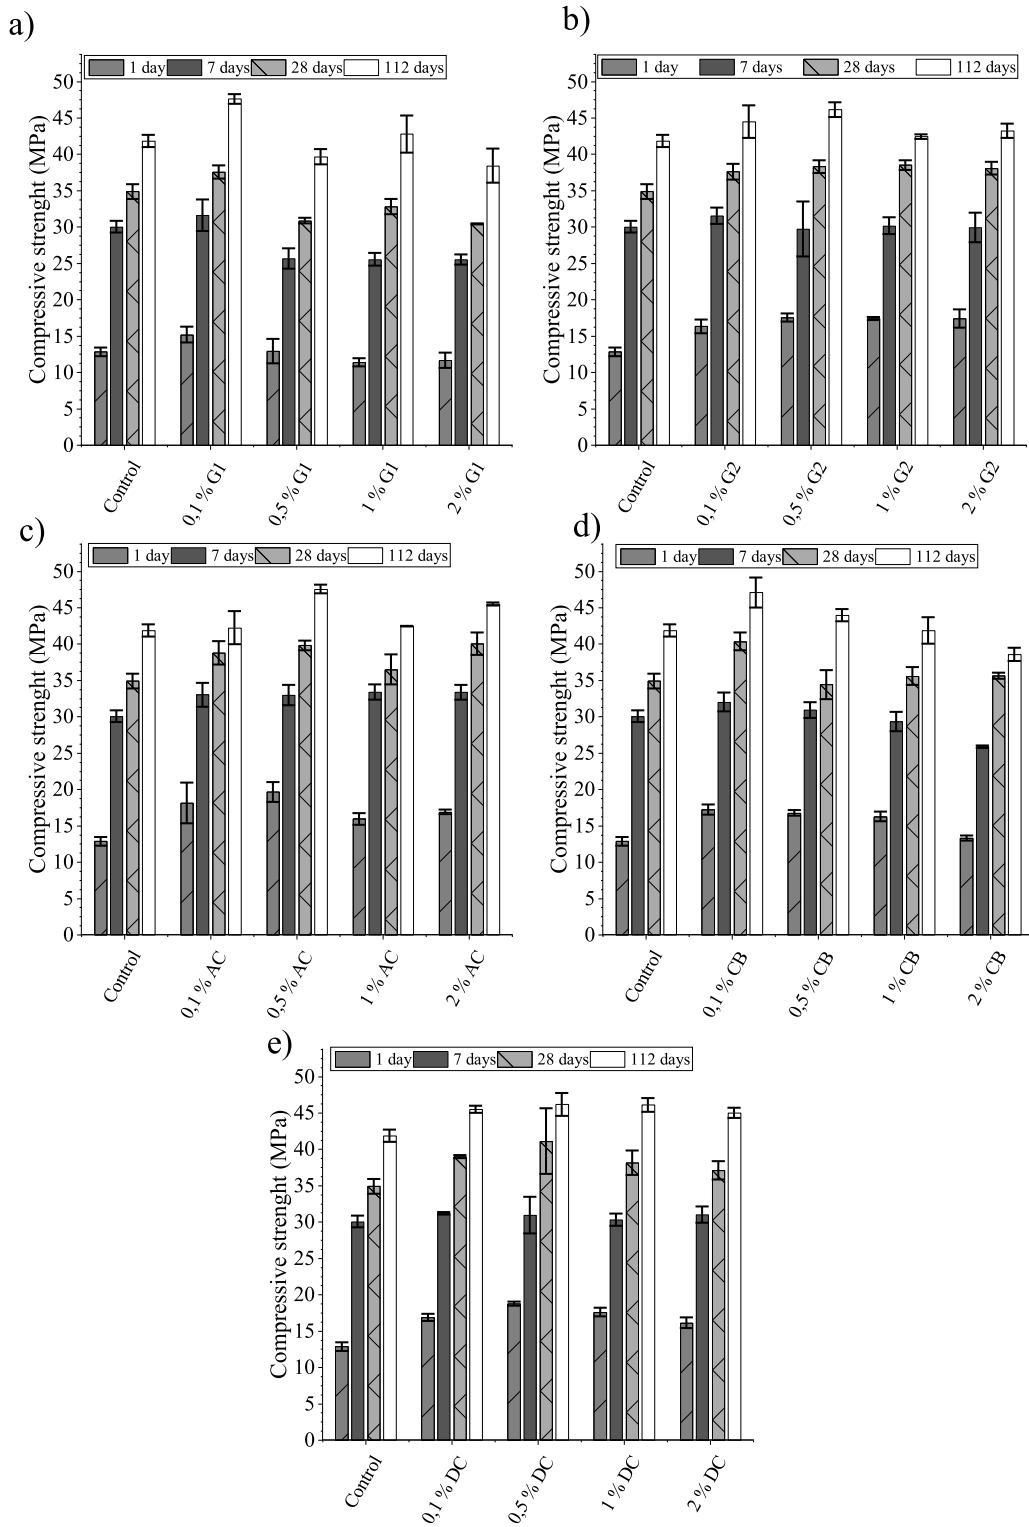 a)
1 day 7 days 28 days 112 days
Compressive strenght (MPa)
50
45
40
35
30
25
20
15
10
5
0
Control
0,1 % G1
0,5 % G1
1 % G1
2 % G1
b)
1 day 7 days 28 days 112 days
Compressive strenght (MPa)
50
45
40
35
30
25
20
15
10
5
0
Control
0,1 % G2
0,5 % G2
1 % G2
2 % G2
c)
1 day 7 days 28 days 112 days
Compressive strenght (MPa)
50
45
40
35
30
25
20
15
10
5
0
Control
0,1 % AC
0,5 % AC
1 % AC
2 % AC
d)
1 day 7 days 28 days 112 days
Compressive strenght (MPa)
50
45
40
35
30
25
20
15
10
5
0
Control
0,1 % CB
0,5 % CB
1 % CB
2 % CB
e)
1 day 7 days 28 days 112 days
Compressive strenght (MPa)
50
45
40
35
30
25
20
15
10
5
0
Control
0,1 % DC
0,5 % DC
1 % DC
2 % DC